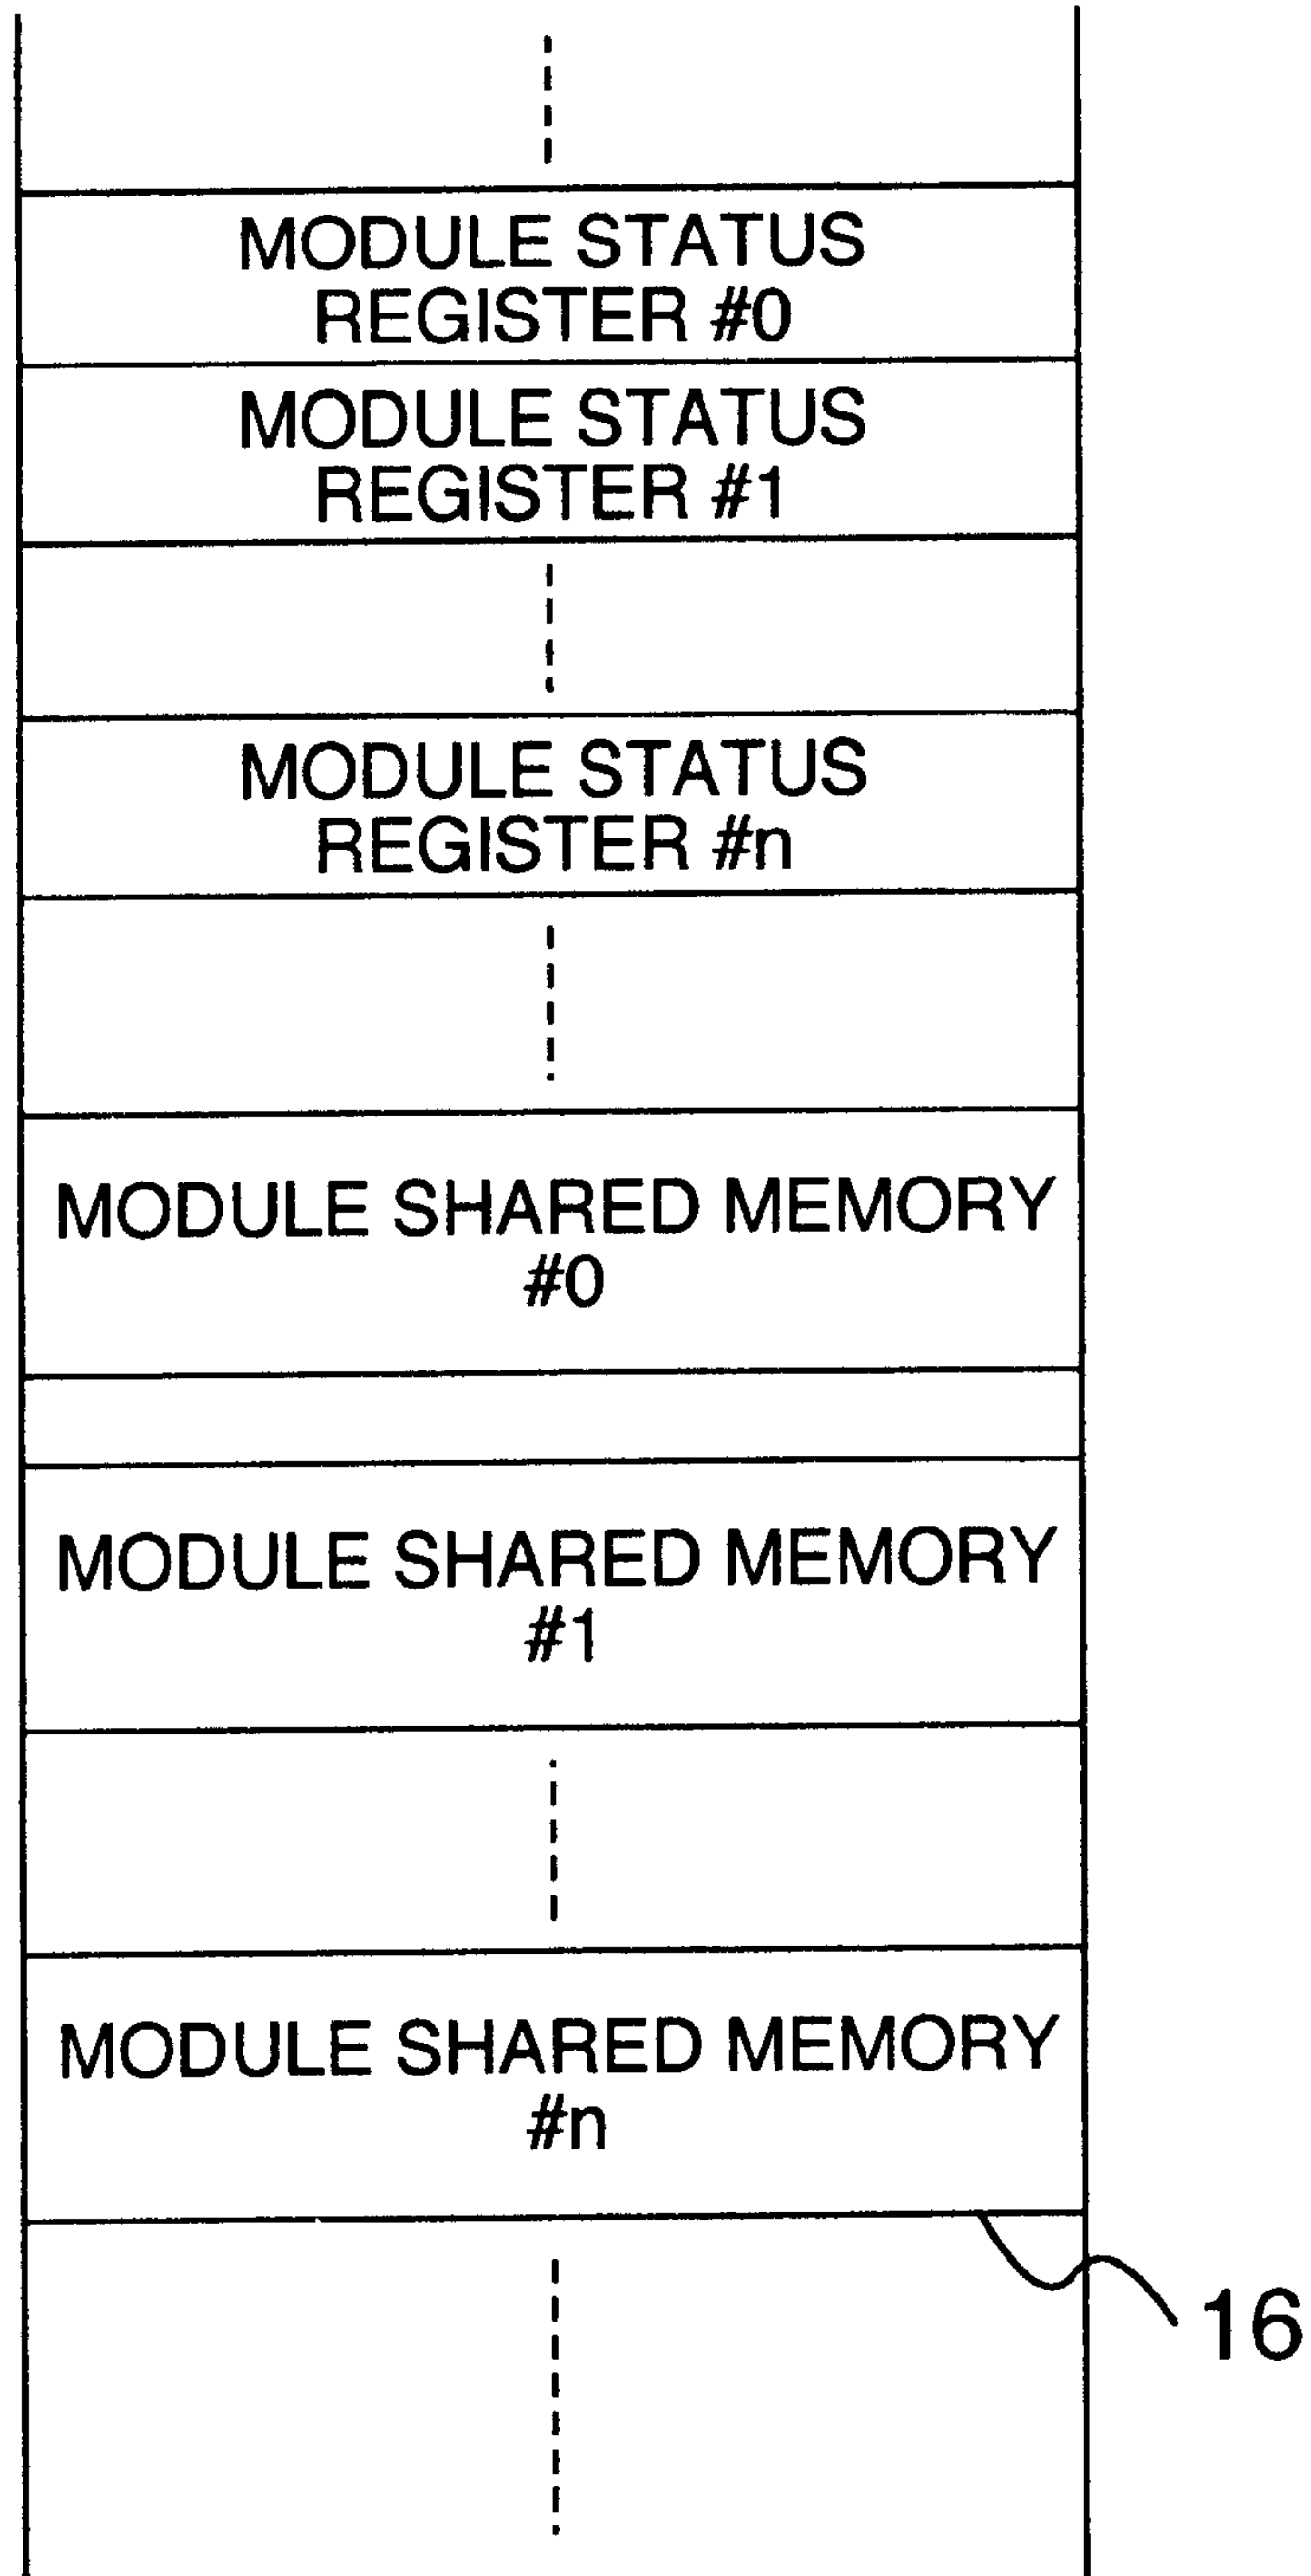 MODULE STATUS
REGISTER #0
MODULE STATUS
REGISTER #1
MODULE STATUS
REGISTER #n
MODULE SHARED MEMORY
#0
MODULE SHARED MEMORY
#1
MODULE SHARED MEMORY
#n
16